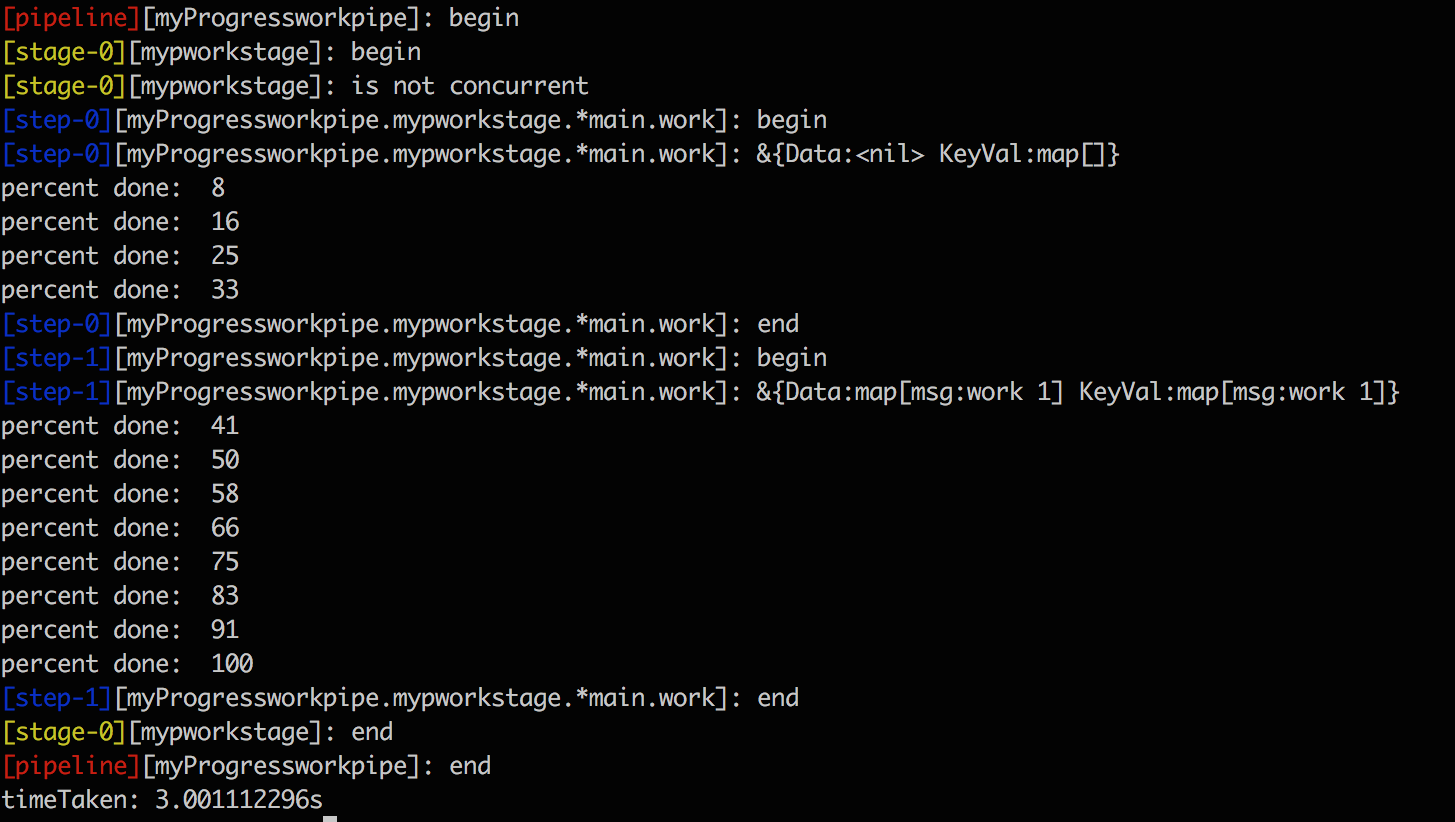 [pipeline][myProgressworkpipe]: begin
[stage-0][mypworkstage]: begin
[stage-0][mypworkstage]: is not concurrent
[step-0][myProgressworkpipe.mypworkstage.*main.work]: begin
[step-0][myProgressworkpipe.mypworkstage.*main.work]: &{Data:<nil> KeyVal:map[]}
percent done:  8
percent done:  16
percent done:  25
percent done:  33
[step-0][myProgressworkpipe.mypworkstage.*main.work]: end
[step-1][myProgressworkpipe.mypworkstage.*main.work]: begin
[step-1][myProgressworkpipe.mypworkstage.*main.work]: &{Data:map[msg:work 1] KeyVal:map[msg:work 1]}
percent done:  41
percent done:  50
percent done:  58
percent done:  66
percent done:  75
percent done:  83
percent done:  91
percent done:  100
[step-1][myProgressworkpipe.mypworkstage.*main.work]: end
[stage-0][mypworkstage]: end
[pipeline][myProgressworkpipe]: end
timeTaken: 3.001112296s